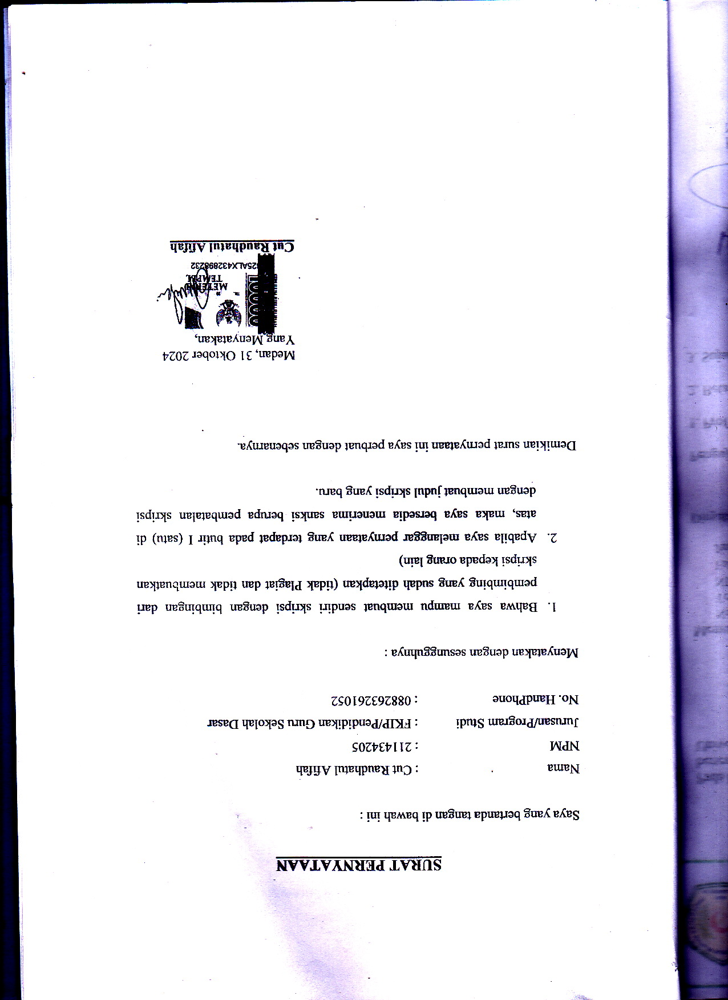 SURAT PERNYATAAN
Saya yang bertanda tangan di bawah ini :
Nama : Cut Raudhatul Afifah
NPM : 211434205
Jurusan/Program Studi : FKIP/Pendidikan Guru Sekolah Dasar
No. HandPhone : 088263261052
Menyatakan dengan sesungguhnya :
1. Bahwa saya mampu membuat sendiri skripsi dengan bimbingan dari
pembimbing yang sudah ditetapkan (tidak Plagiat dan tidak membuatkan
skripsi kepada orang lain)
2. Apabila saya melanggar pernyataan yang terdapat pada butir 1 (satu) di
atas, maka saya bersedia menerima sanksi berupa pembatalan skripsi
dengan membuat judul skripsi yang baru.
Demikian surat pernyataan ini saya perbuat dengan sebenarnya.
Medan, 31 Oktober 2024
Yang Menyatakan,
METERAI
TEMPEL
25ALX432898232
Cut Raudhatul Afifah